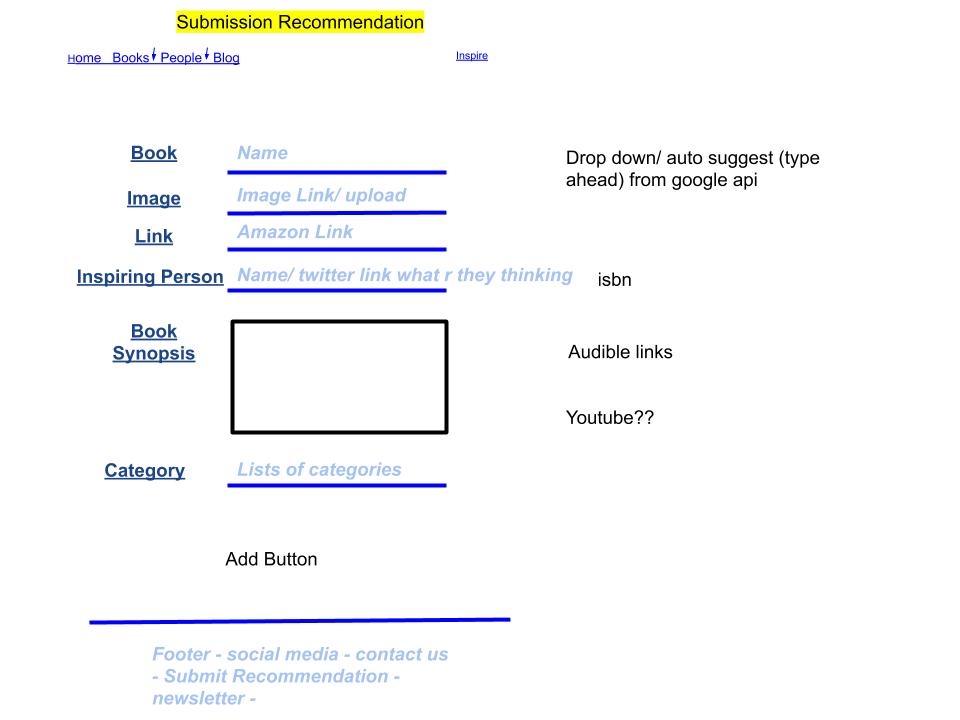 Submission Recommendation
Home Books People Blog
Inspire
Book Name
Drop down/ auto suggest (type
ahead) from google api
Image Image Link/ upload
Link Amazon Link
Inspiring Person Name/ twitter link what r they thinking
isbn
Book
Synopsis
Audible links
Youtube??
Category Lists of categories
Add Button
Footer - social media - contact us
- Submit Recommendation -
newsletter -